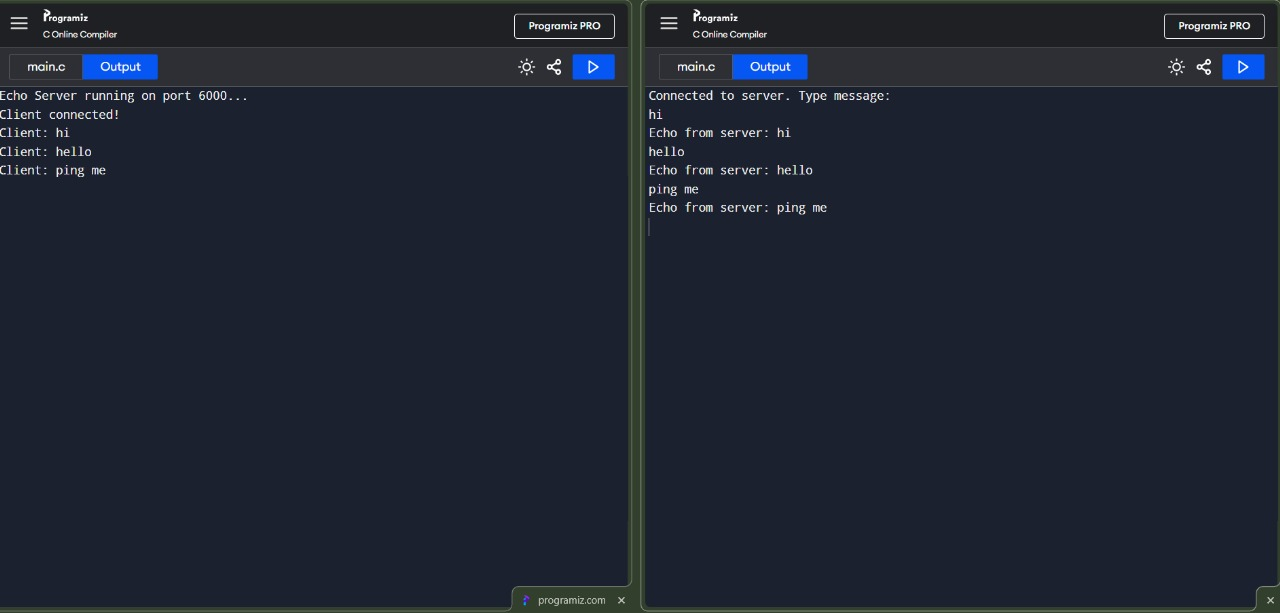 Programiz
C Online Compiler
Programiz PRO
main.c
Output
Echo Server running on port 6000...
Client connected!
Client: hi
Client: hello
Client: ping me
programiz.com
Programiz
C Online Compiler
Programiz PRO
main.c
Output
Connected to server. Type message:
hi
Echo from server: hi
hello
Echo from server: hello
ping me
Echo from server: ping me